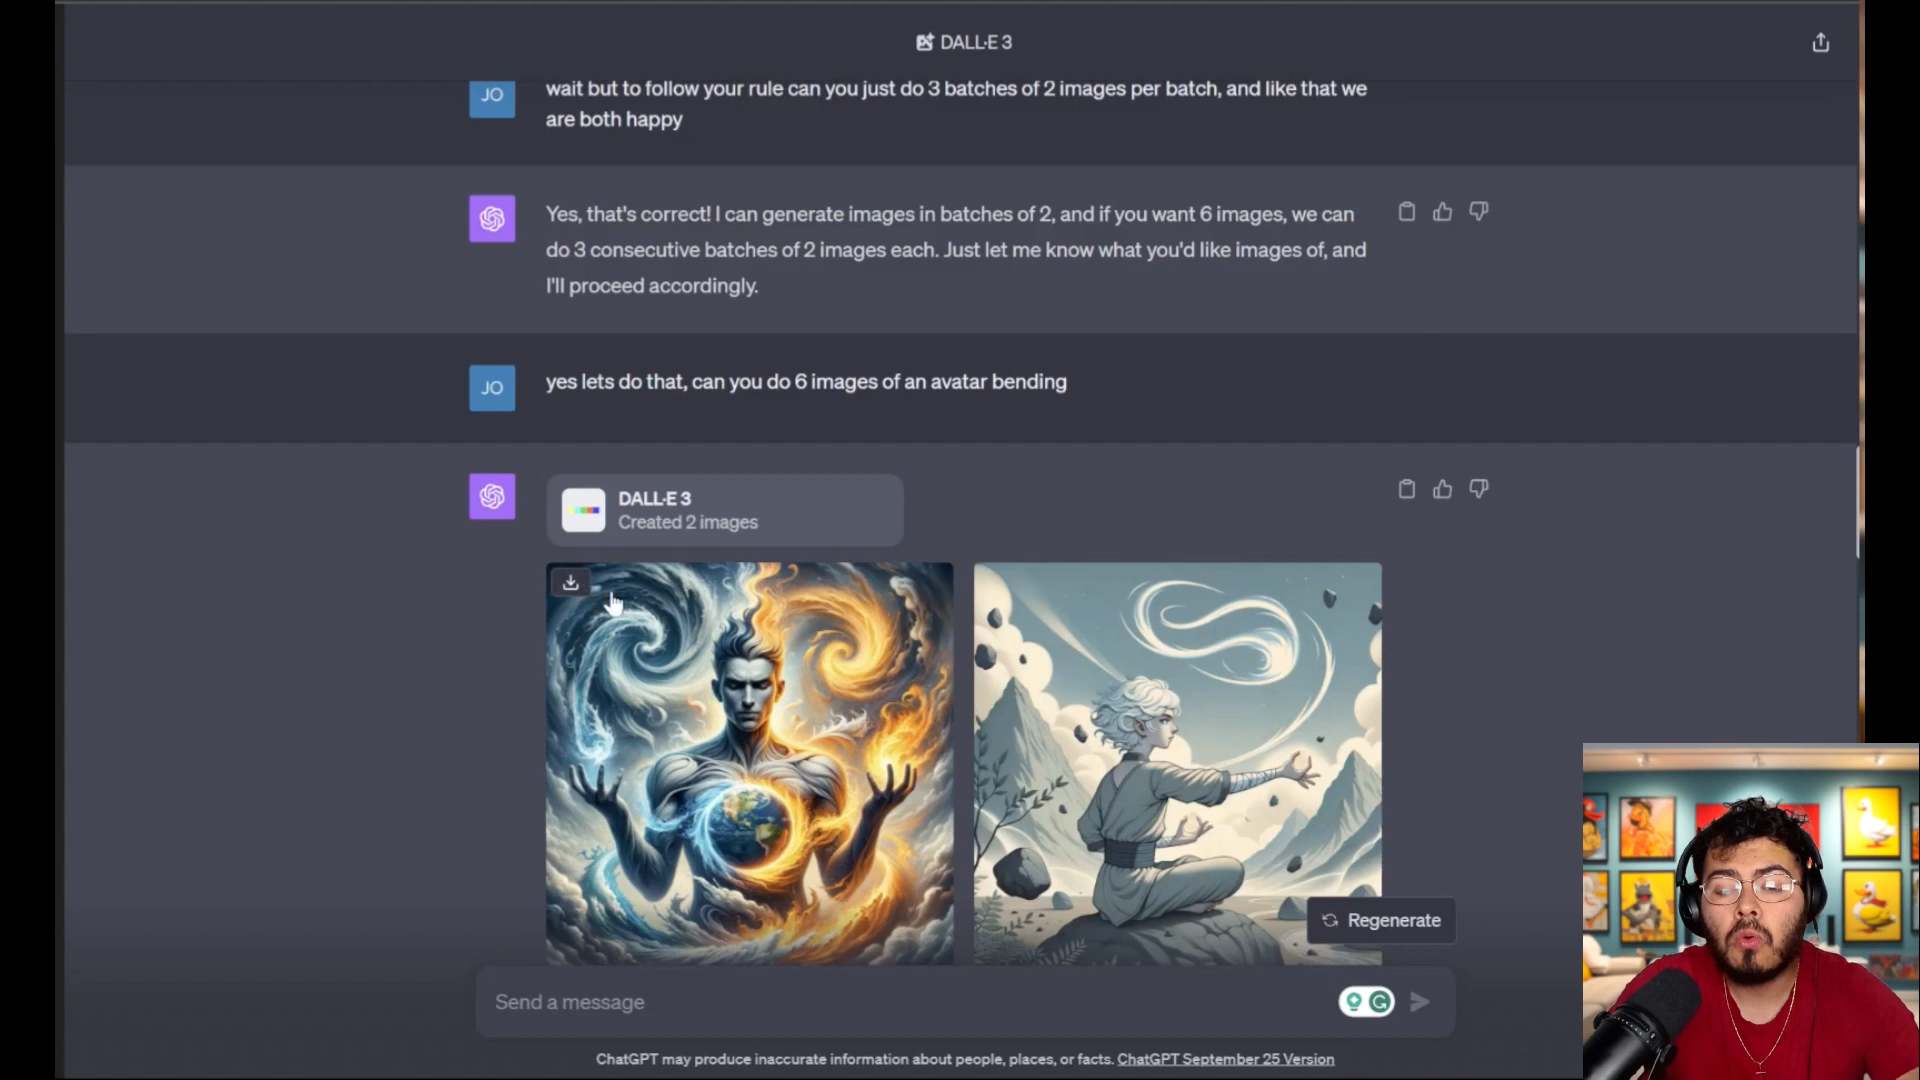 DALL·E 3
JO
wait but to follow your rule can you just do 3 batches of 2 images per batch, and like that we
are both happy
Yes, that's correct! I can generate images in batches of 2, and if you want 6 images, we can
do 3 consecutive batches of 2 images each. Just let me know what you'd like images of, and
I'll proceed accordingly.
JO
yes lets do that, can you do 6 images of an avatar bending
DALL·E 3
Created 2 images
Regenerate
Send a message
ChatGPT may produce inaccurate information about people, places, or facts. ChatGPT September 25 Version